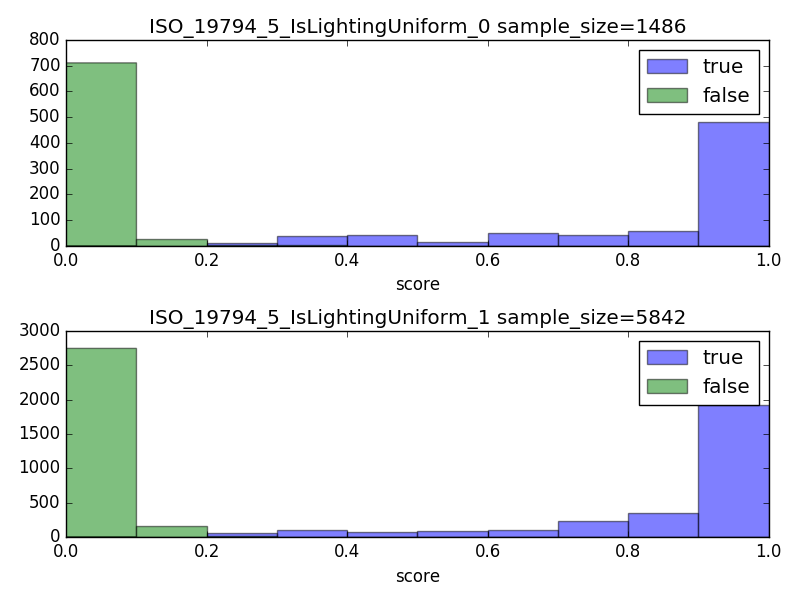 ISO_19794_5_IsLightingUniform_0 sample_size=1486
800
700
600
500
400
300
200
100
0
true
false
0.0 0.2 0.4 0.6 0.8 1.0
score
ISO_19794_5_IsLightingUniform_1 sample_size=5842
3000
2500
2000
1500
1000
500
0
true
false
0.0 0.2 0.4 0.6 0.8 1.0
score